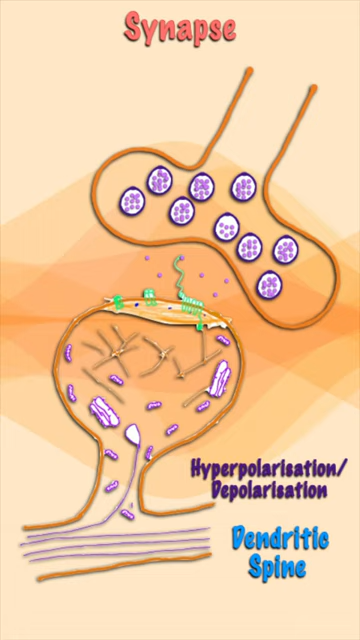 Synapse
Hyperpolarisation/
Depolarisation
Dendritic
Spine